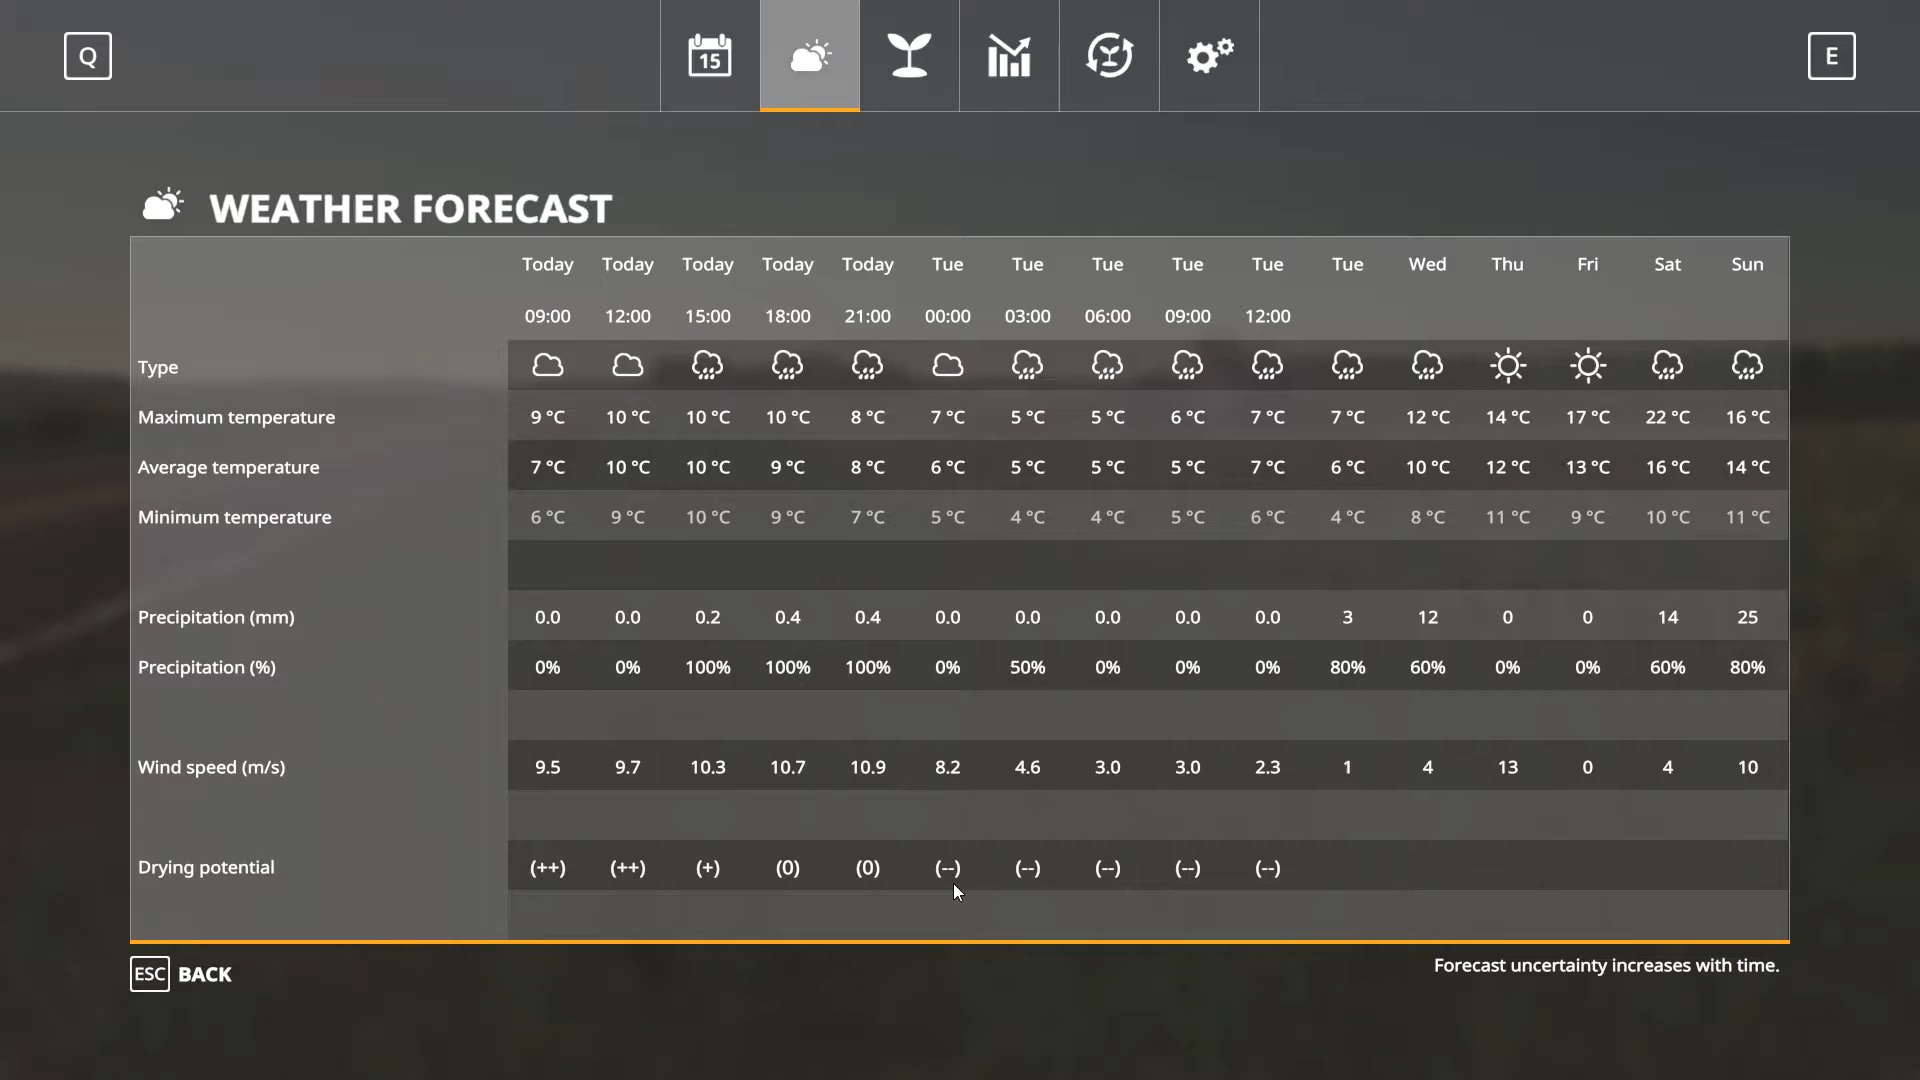 Q
15
E
WEATHER FORECAST
Today Today Today Today Today Tue Tue Tue Tue Tue Tue Wed Thu Fri Sat Sun
09:00 12:00 15:00 18:00 21:00 00:00 03:00 06:00 09:00 12:00
Type
Maximum temperature 9 °C 10 °C 10 °C 10 °C 8 °C 7 °C 5 °C 5 °C 6 °C 7 °C 7 °C 12 °C 14 °C 17 °C 22 °C 16 °C
Average temperature 7 °C 10 °C 10 °C 9 °C 8 °C 6 °C 5 °C 5 °C 5 °C 7 °C 6 °C 10 °C 12 °C 13 °C 16 °C 14 °C
Minimum temperature 6 °C 9 °C 10 °C 9 °C 7 °C 5 °C 4 °C 4 °C 5 °C 6 °C 4 °C 8 °C 11 °C 9 °C 10 °C 11 °C
Precipitation (mm) 0.0 0.0 0.2 0.4 0.4 0.0 0.0 0.0 0.0 0.0 3 12 0 0 14 25
Precipitation (%) 0% 0% 100% 100% 100% 0% 50% 0% 0% 0% 80% 60% 0% 0% 60% 80%
Wind speed (m/s) 9.5 9.7 10.3 10.7 10.9 8.2 4.6 3.0 3.0 2.3 1 4 13 0 4 10
Drying potential (++) (++) (+) (0) (0) (--) (--) (--) (--) (--)
ESC BACK
Forecast uncertainty increases with time.